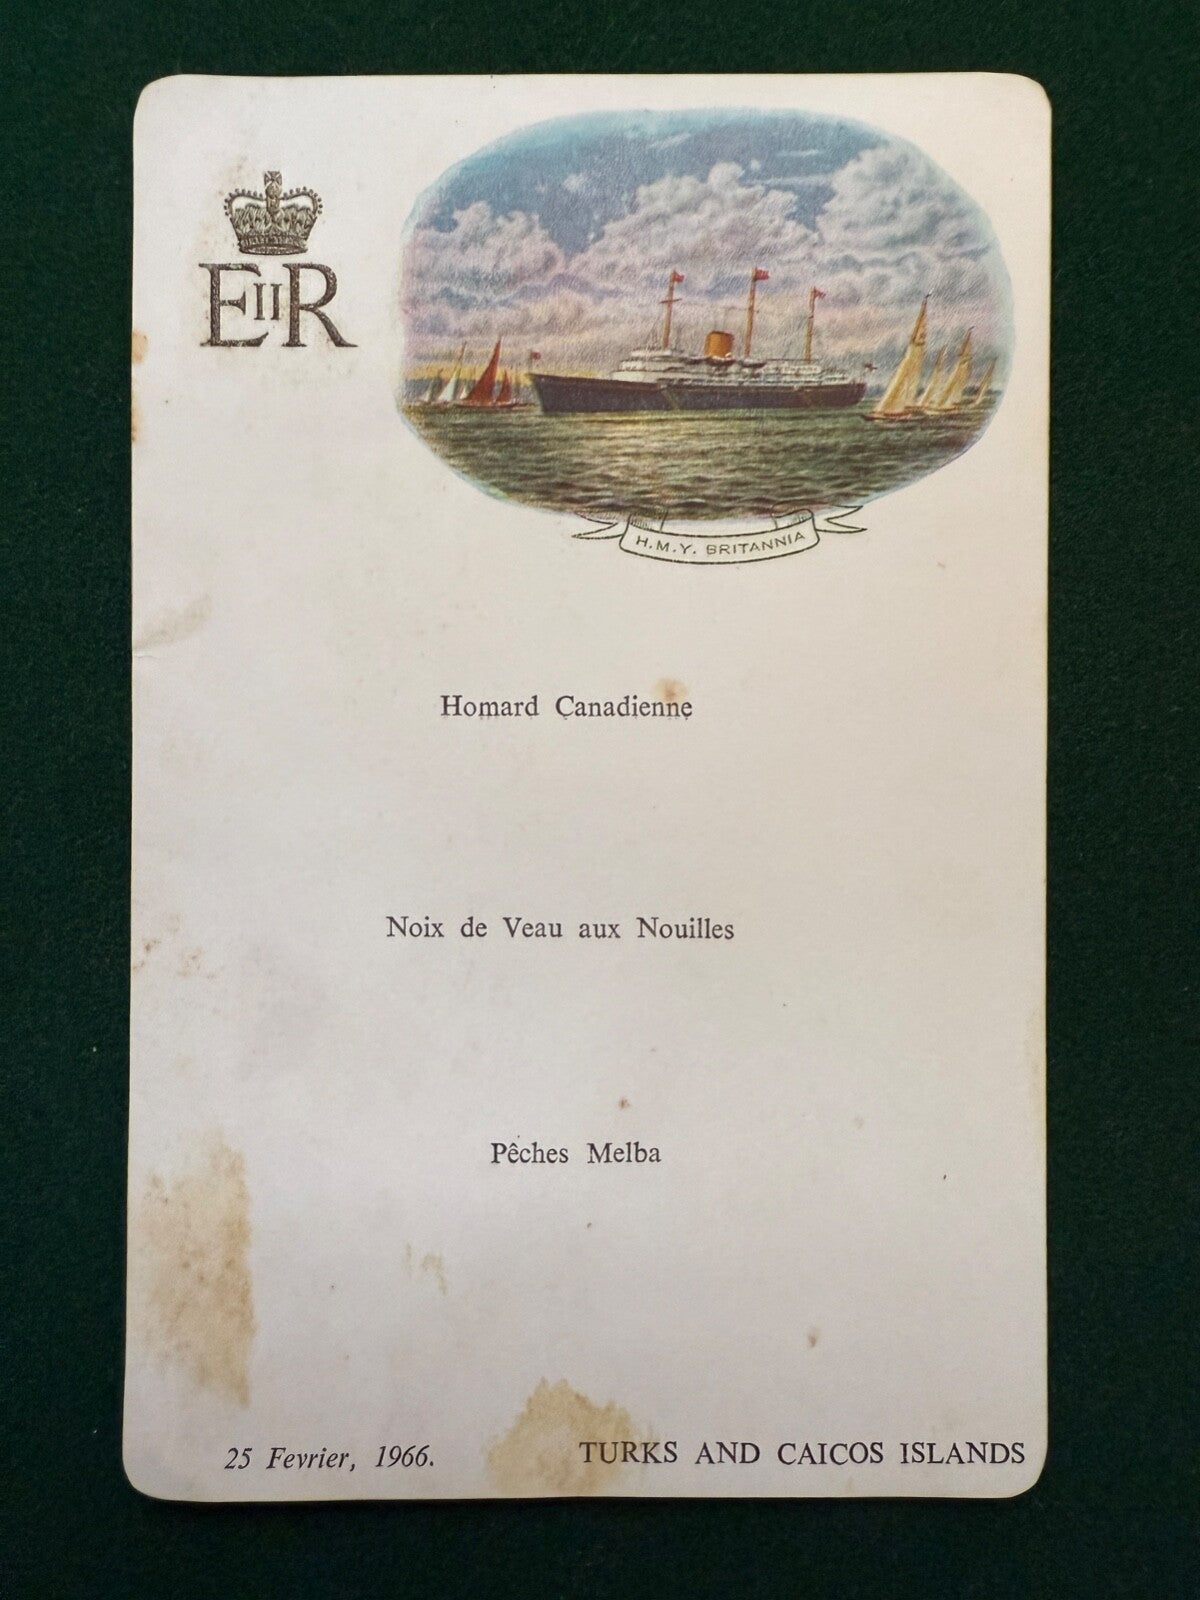 EIIR
H.M.Y. BRITANNIA
Homard Canadienne
Noix de Veau aux Nouilles
Pêches Melba
25 Fevrier, 1966.
TURKS AND CAICOS ISLANDS